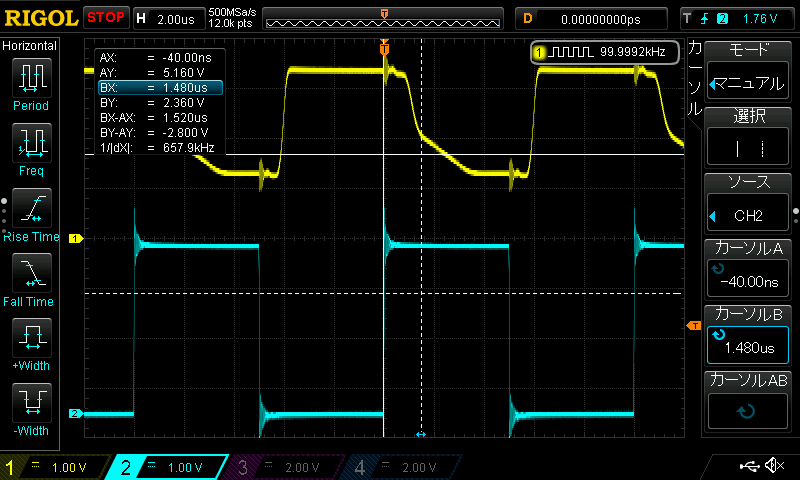 RIGOL STOP H 2.00us 500MSa/s 12.0k pts T D 0.00000000ps T 2 1.76 V
Horizontal
Period
Freq
Rise Time
Fall Time
+Width
-Width
AX: = -40.00ns
AY: = 5.160 V
BX: = 1.480us
BY: = 2.360 V
BX-AX: = 1.520us
BY-AY: = -2.800 V
1/|dX|: = 657.9kHz
T
1 99.9992kHz
1
2
T
カーソル
モード
マニュアル
選択
ソース
CH2
カーソルA
-40.00ns
カーソルB
1.480us
カーソルAB
1 = 1.00 V 2 = 1.00 V 3 = 2.00 V 4 = 2.00 V